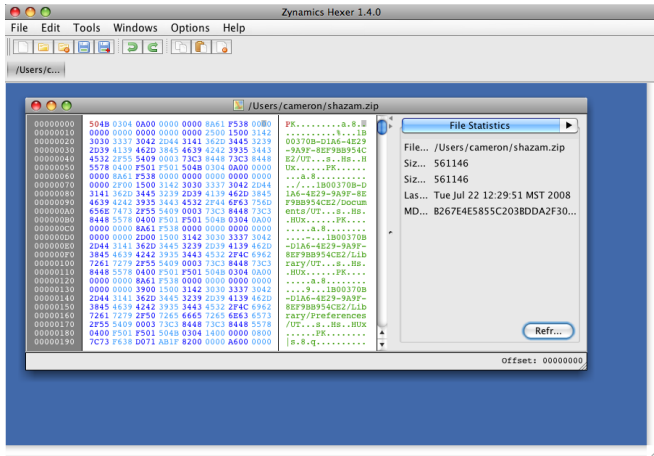 Zynamics Hexer 1.4.0
File Edit Tools Windows Options Help
/Users/c...
/Users/cameron/shazam.zip
00000000 504B 0304 0A00 0000 0000 8A61 F538 0000 PK.........a.8.
00000010 0000 0000 0000 0000 0000 2500 1500 3142 ..........%...1B
00000020 3030 3337 3042 2D44 3141 362D 3445 3239 00370B-D1A6-4E29
00000030 2D39 4139 462D 3845 4639 4242 3935 3443 -9A9F-8EF9BB954C
00000040 4532 2F55 5409 0003 73C3 8448 73C3 8448 E2/UT...s..Hs..H
00000050 5578 0400 F501 F501 504B 0304 0A00 0000 Ux......PK......
00000060 0000 8A61 F538 0000 0000 0000 0000 0000 ...a.8..........
00000070 0000 2F00 1500 3142 3030 3337 3042 2D44 ../...1B00370B-D
00000080 3141 362D 3445 3239 2D39 4139 462D 3845 1A6-4E29-9A9F-8E
00000090 4639 4242 3935 3443 4532 2F44 6F63 756D F9BB954CE2/Docum
000000A0 656E 7473 2F55 5409 0003 73C3 8448 73C3 ents/UT...s..Hs.
000000B0 8448 5578 0400 F501 F501 504B 0304 0A00 .HUx......PK....
000000C0 0000 0000 8A61 F538 0000 0000 0000 0000 .....a.8........
000000D0 0000 0000 2D00 1500 3142 3030 3337 3042 ....-...1B00370B
000000E0 2D44 3141 362D 3445 3239 2D39 4139 462D -D1A6-4E29-9A9F-
000000F0 3845 4639 4242 3935 3443 4532 2F4C 6962 8EF9BB954CE2/Lib
00000100 7261 7279 2F55 5409 0003 73C3 8448 73C3 rary/UT...s..Hs.
00000110 8448 5578 0400 F501 F501 504B 0304 0A00 .HUx......PK....
00000120 0000 0000 8A61 F538 0000 0000 0000 0000 .....a.8........
00000130 0000 0000 3900 1500 3142 3030 3337 3042 ....9...1B00370B
00000140 2D44 3141 362D 3445 3239 2D39 4139 462D -D1A6-4E29-9A9F-
00000150 3845 4639 4242 3935 3443 4532 2F4C 6962 8EF9BB954CE2/Lib
00000160 7261 7279 2F50 7265 6665 7265 6E63 6573 rary/Preferences
00000170 2F55 5409 0003 73C3 8448 73C3 8448 5578 /UT...s..Hs..HUx
00000180 0400 F501 F501 504B 0304 1400 0000 0800 ......PK........
00000190 7C73 F638 D071 AB1F 8200 0000 A600 0000 |s.8.q..........
File Statistics
File... /Users/cameron/shazam.zip
Siz... 561146
Siz... 561146
Las... Tue Jul 22 12:29:51 MST 2008
MD... B267E4E5855C203BDDA2F30...
Refr...
Offset: 00000000